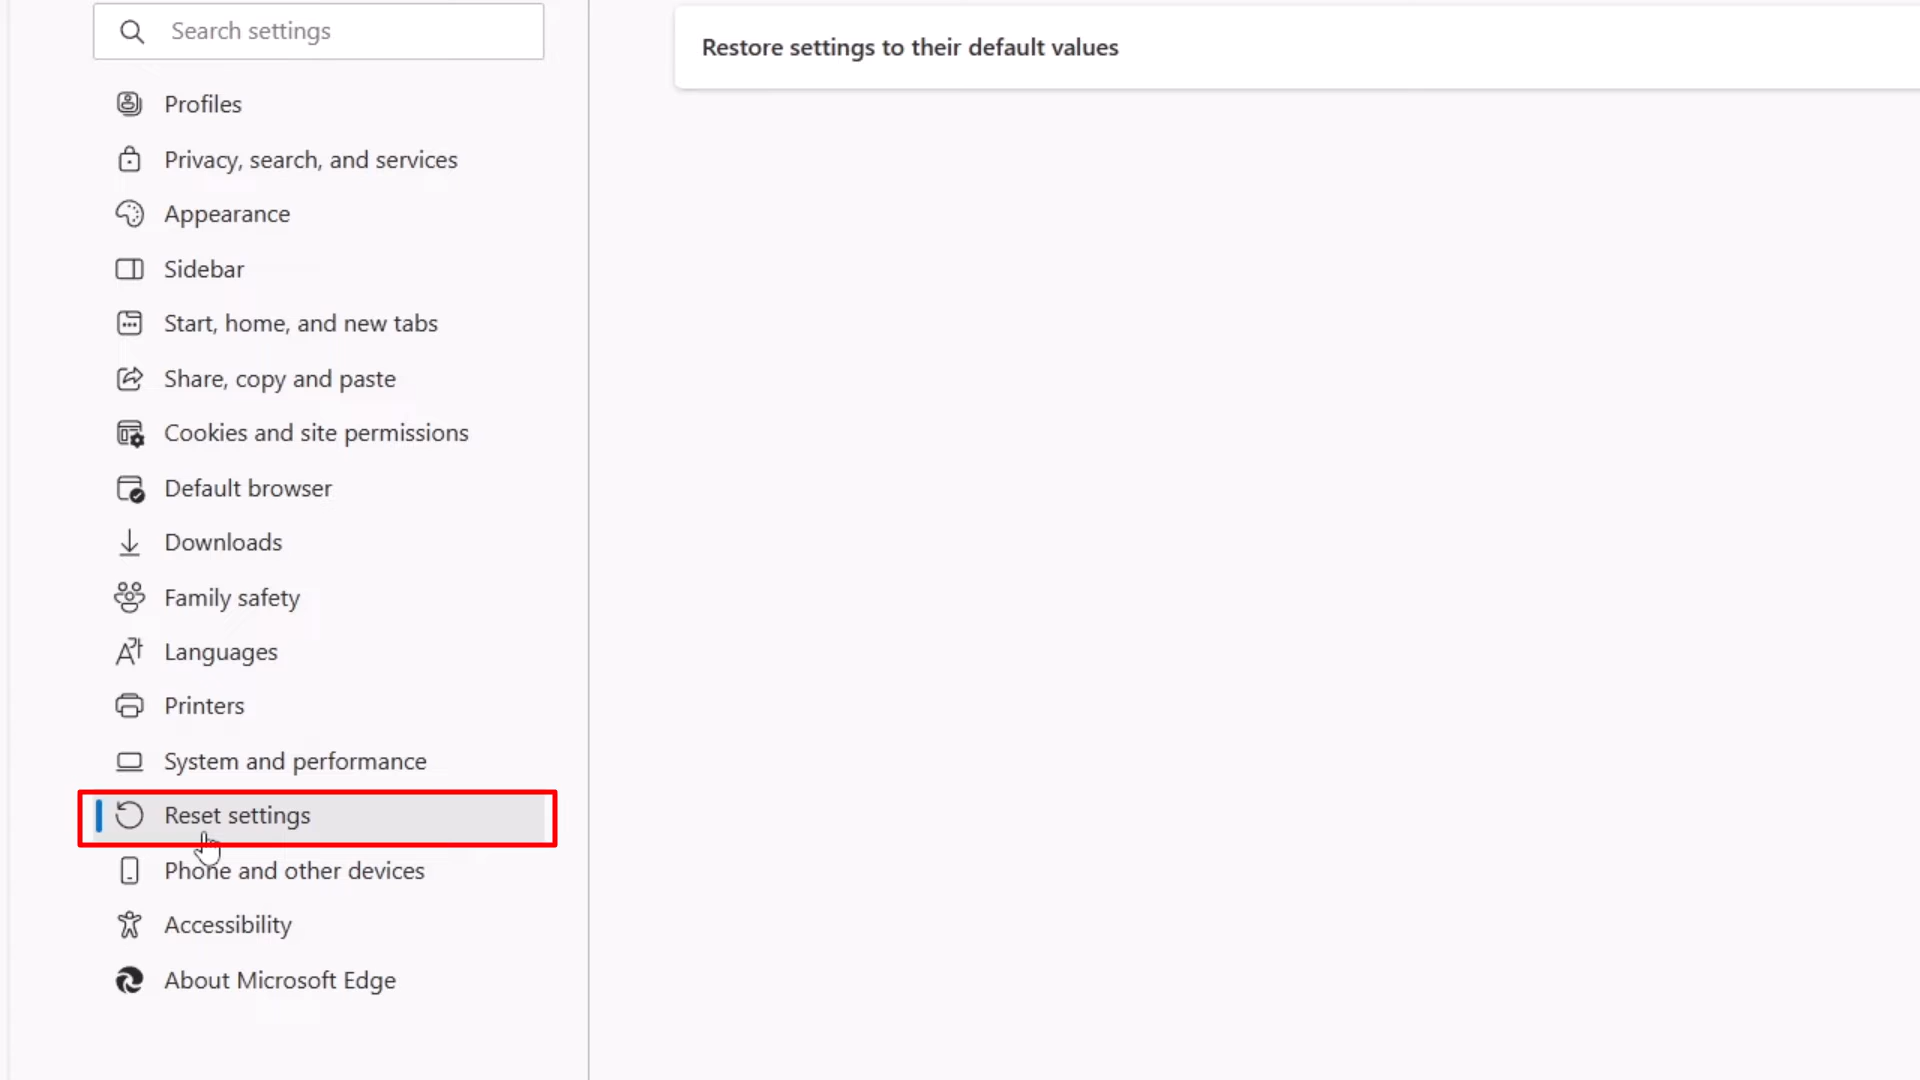 Search settings
Profiles
Privacy, search, and services
Appearance
Sidebar
Start, home, and new tabs
Share, copy and paste
Cookies and site permissions
Default browser
Downloads
Family safety
Languages
Printers
System and performance
Reset settings
Phone and other devices
Accessibility
About Microsoft Edge
Restore settings to their default values